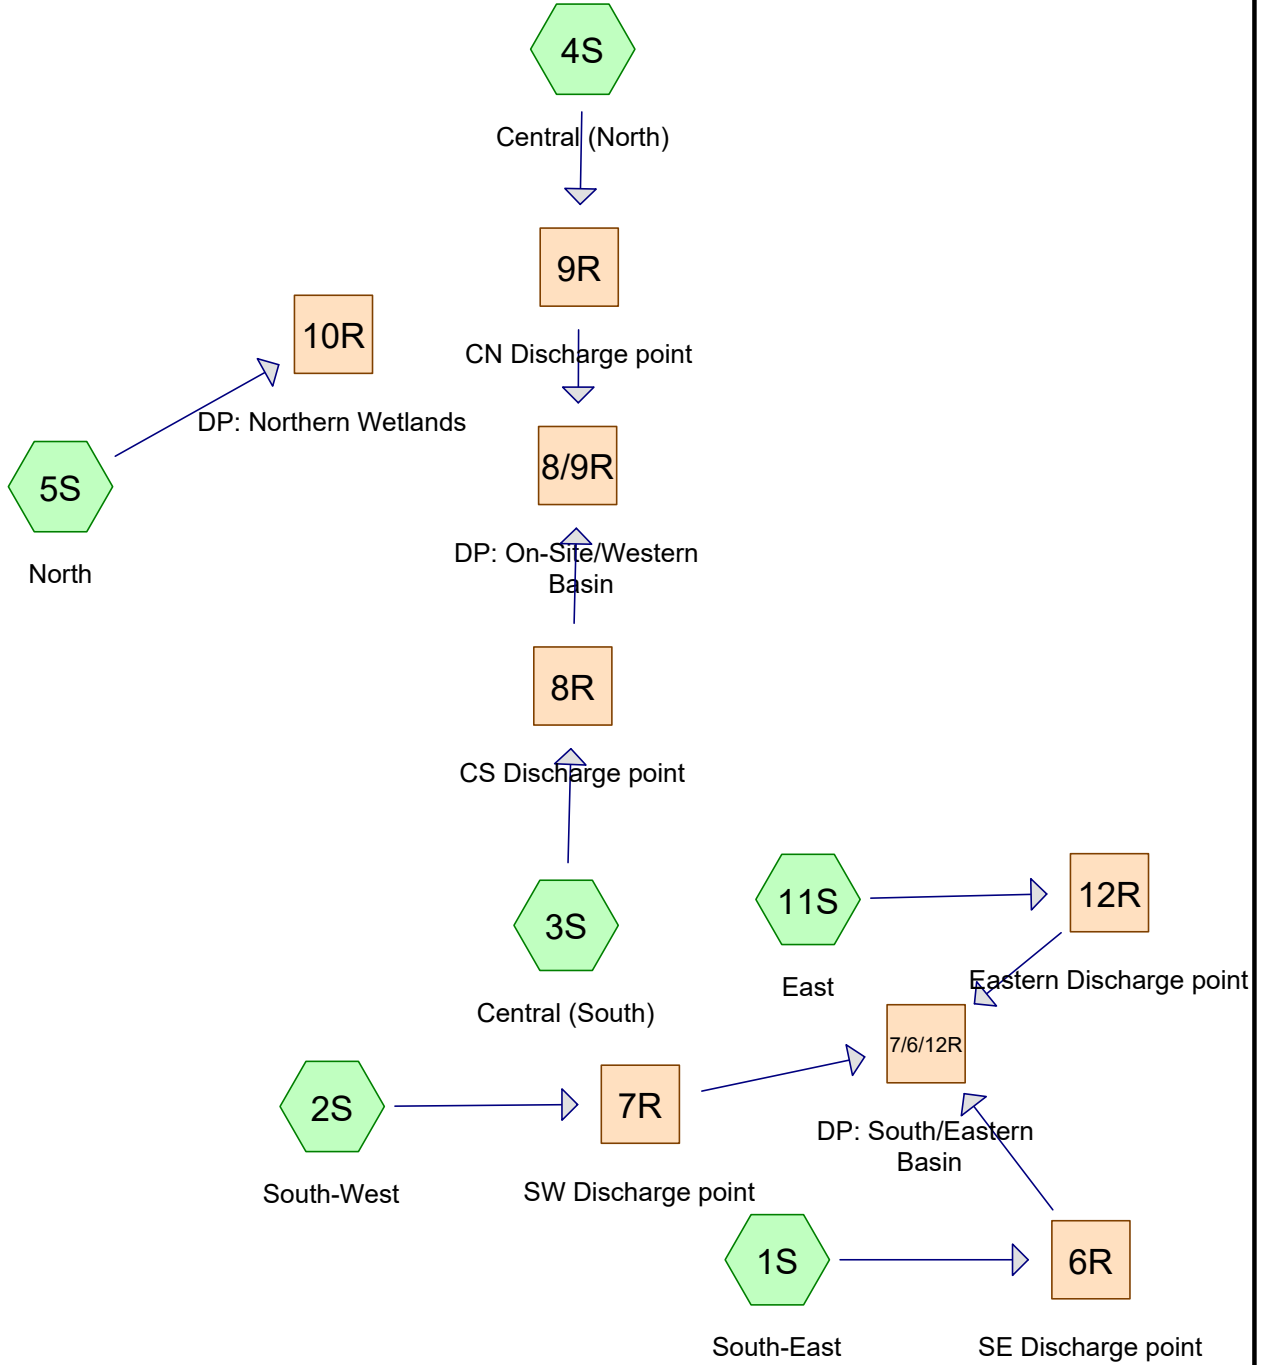 4S
Central (North)
9R
CN Discharge point
10R
DP: Northern Wetlands
8/9R
DP: On-Site/Western
Basin
5S
North
8R
CS Discharge point
3S
Central (South)
11S
East
12R
Eastern Discharge point
7/6/12R
DP: South/Eastern
Basin
2S
South-West
7R
SW Discharge point
1S
South-East
6R
SE Discharge point